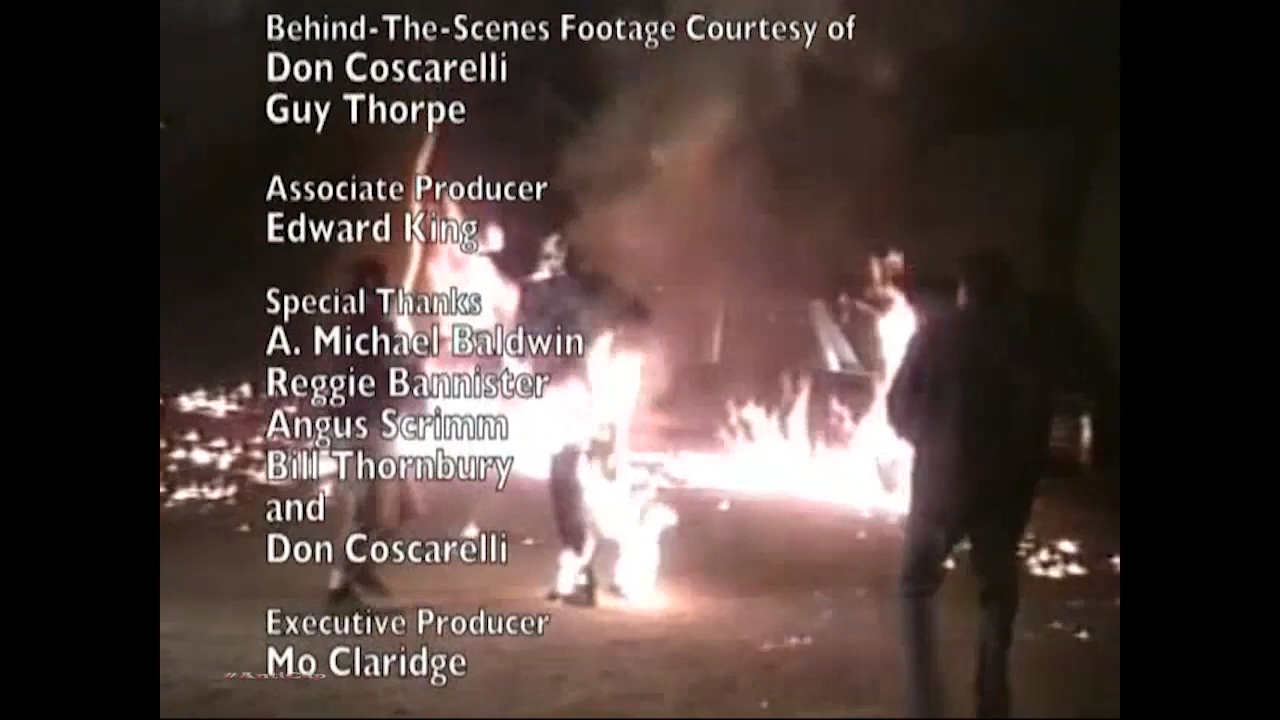 Behind-The-Scenes Footage Courtesy of
Don Coscarelli
Guy Thorpe
Associate Producer
Edward King
Special Thanks
A. Michael Baldwin
Reggie Bannister
Angus Scrimm
Bill Thornbury
and
Don Coscarelli
Executive Producer
Mo Claridge